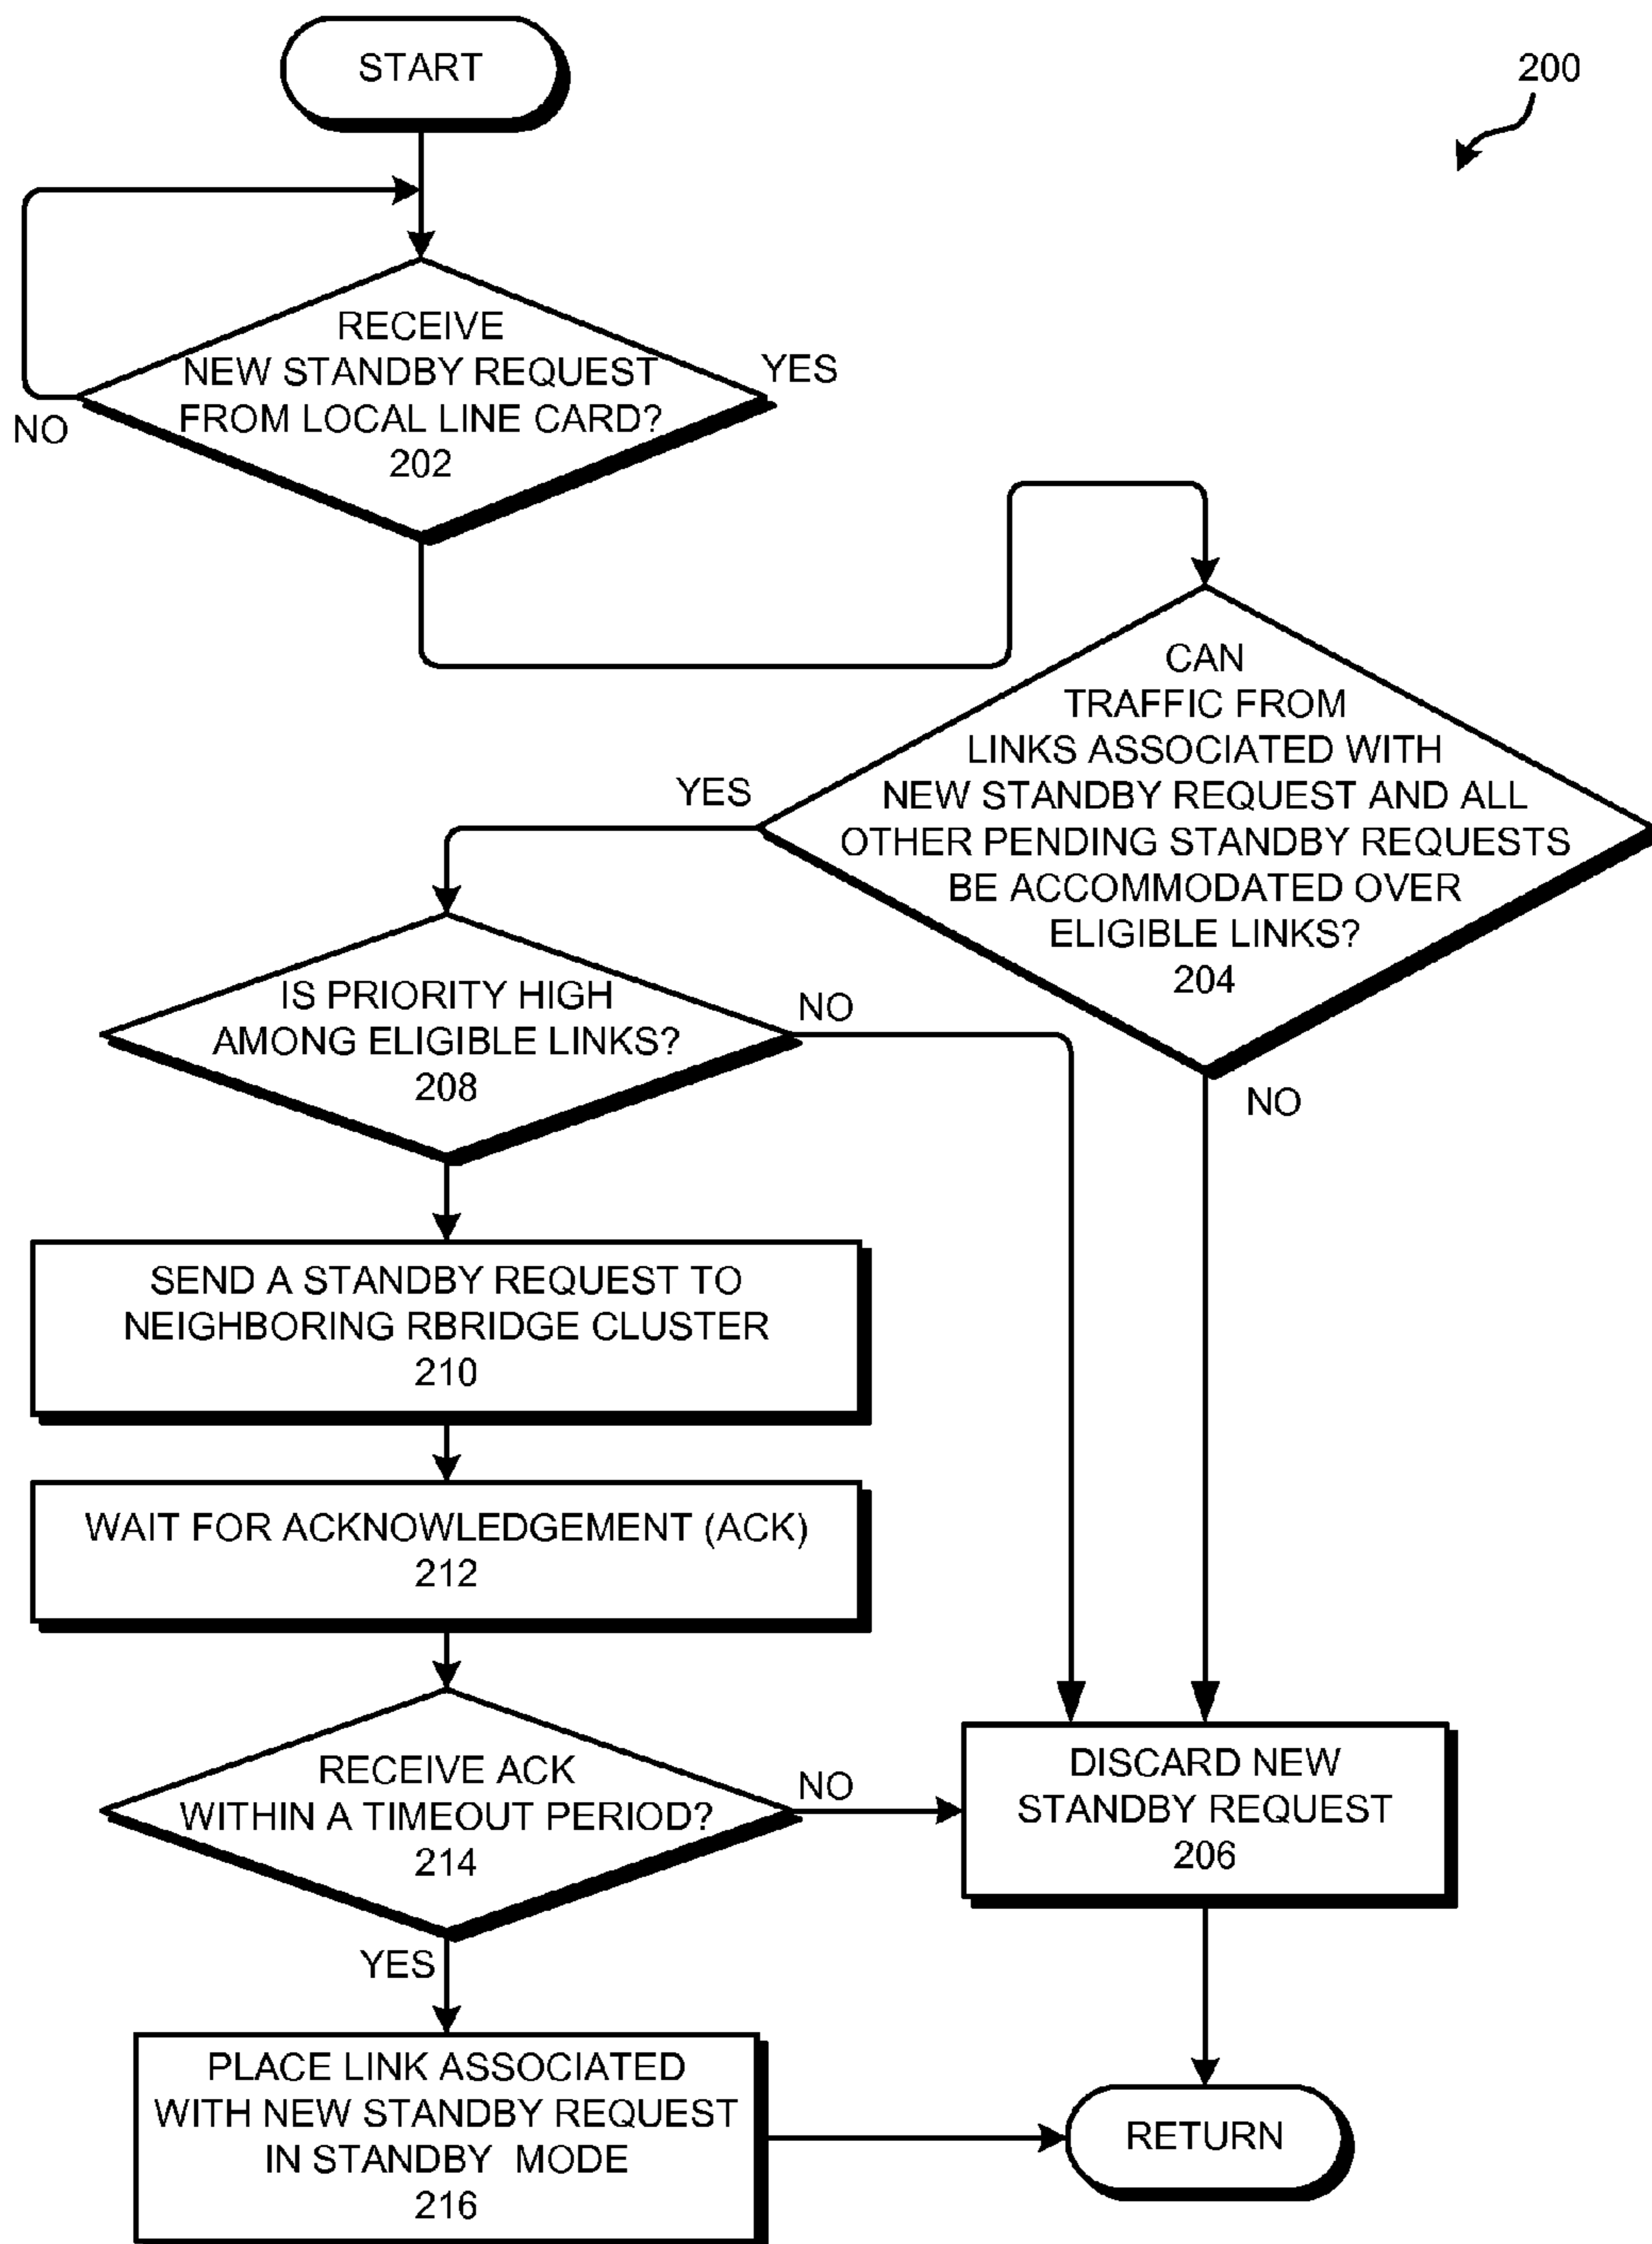 START
200
RECEIVE
NEW STANDBY REQUEST
FROM LOCAL LINE CARD?
202
YES
NO
CAN
TRAFFIC FROM
LINKS ASSOCIATED WITH
NEW STANDBY REQUEST AND ALL
OTHER PENDING STANDBY REQUESTS
BE ACCOMMODATED OVER
ELIGIBLE LINKS?
204
YES
NO
IS PRIORITY HIGH
AMONG ELIGIBLE LINKS?
208
NO
SEND A STANDBY REQUEST TO
NEIGHBORING RBRIDGE CLUSTER
210
WAIT FOR ACKNOWLEDGEMENT (ACK)
212
RECEIVE ACK
WITHIN A TIMEOUT PERIOD?
214
NO
YES
DISCARD NEW
STANDBY REQUEST
206
PLACE LINK ASSOCIATED
WITH NEW STANDBY REQUEST
IN STANDBY MODE
216
RETURN